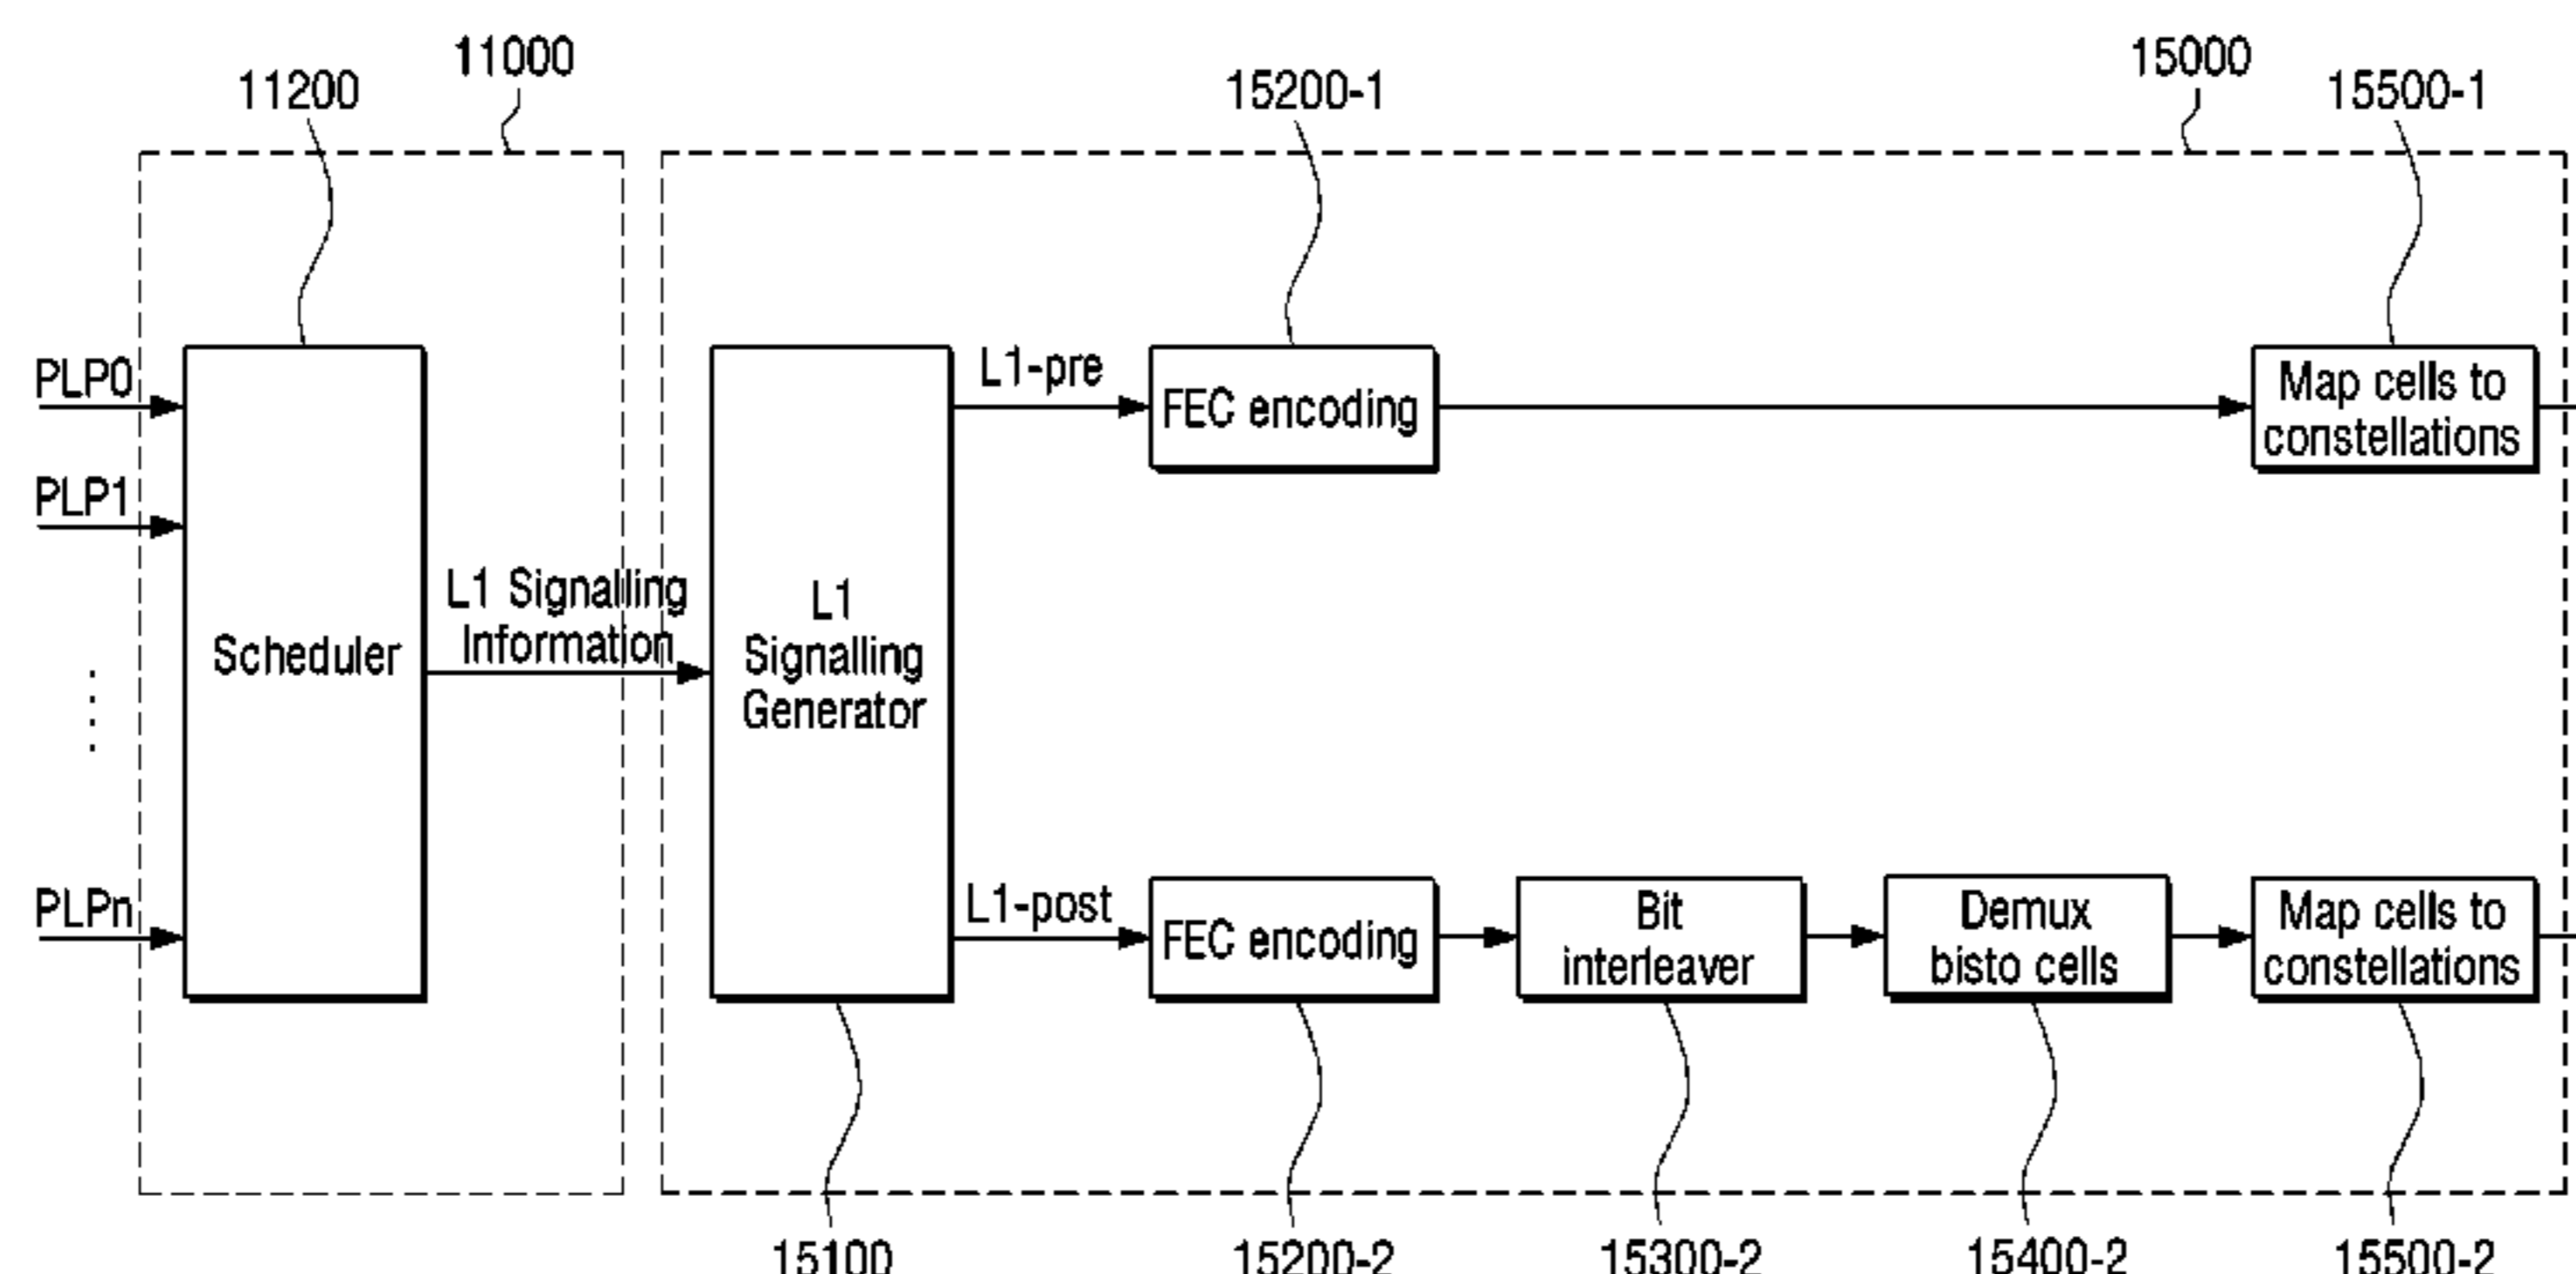 11000
15000
11200
15200-1
15500-1
PLP0
PLP1
PLPn
Scheduler
L1 Signalling
Information
L1
Signalling
Generator
L1-pre
FEC encoding
Map cells to
constellations
L1-post
FEC encoding
Bit
interleaver
Demux
bisto cells
Map cells to
constellations
15100
15200-2
15300-2
15400-2
15500-2